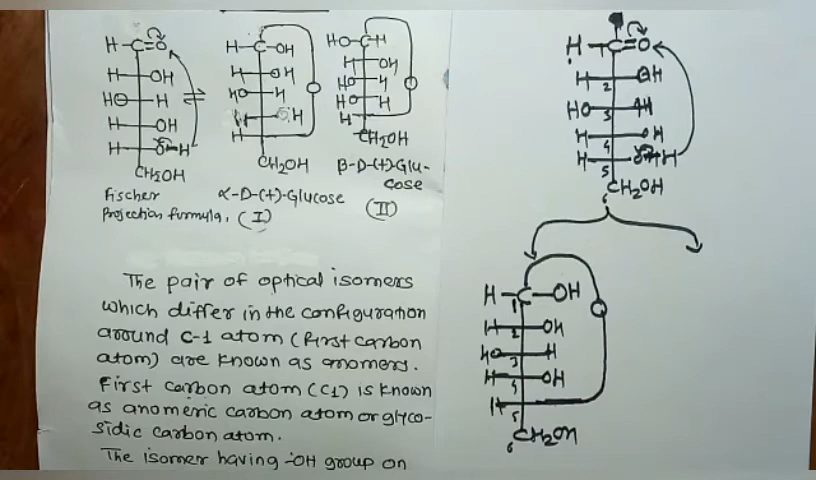 H-C=O
H OH
HO H
H OH
H O-H
CH2OH
Fischer
Projection formula,
H-C-OH
H OH
HO H
H OH
H O
CH2OH
α-D-(+)-Glucose
(I)
HO-C-H
H OH
HO H
HO H
H O
CH2OH
β-D-(+)-Glu-
cose
(II)
The pair of optical isomers
which differ in the configuration
around C-1 atom (first carbon
atom) are known as anomers.
First carbon atom (C1) is known
as anomeric carbon atom or glyco-
sidic carbon atom.
The isomer having -OH group on
H-C=O
H 2 OH
HO 3 H
H 4 OH
H 5 O-H
6 CH2OH
H-C-OH
1 O
H 2 OH
HO 3 H
H 4 OH
H 5
6 CH2OH